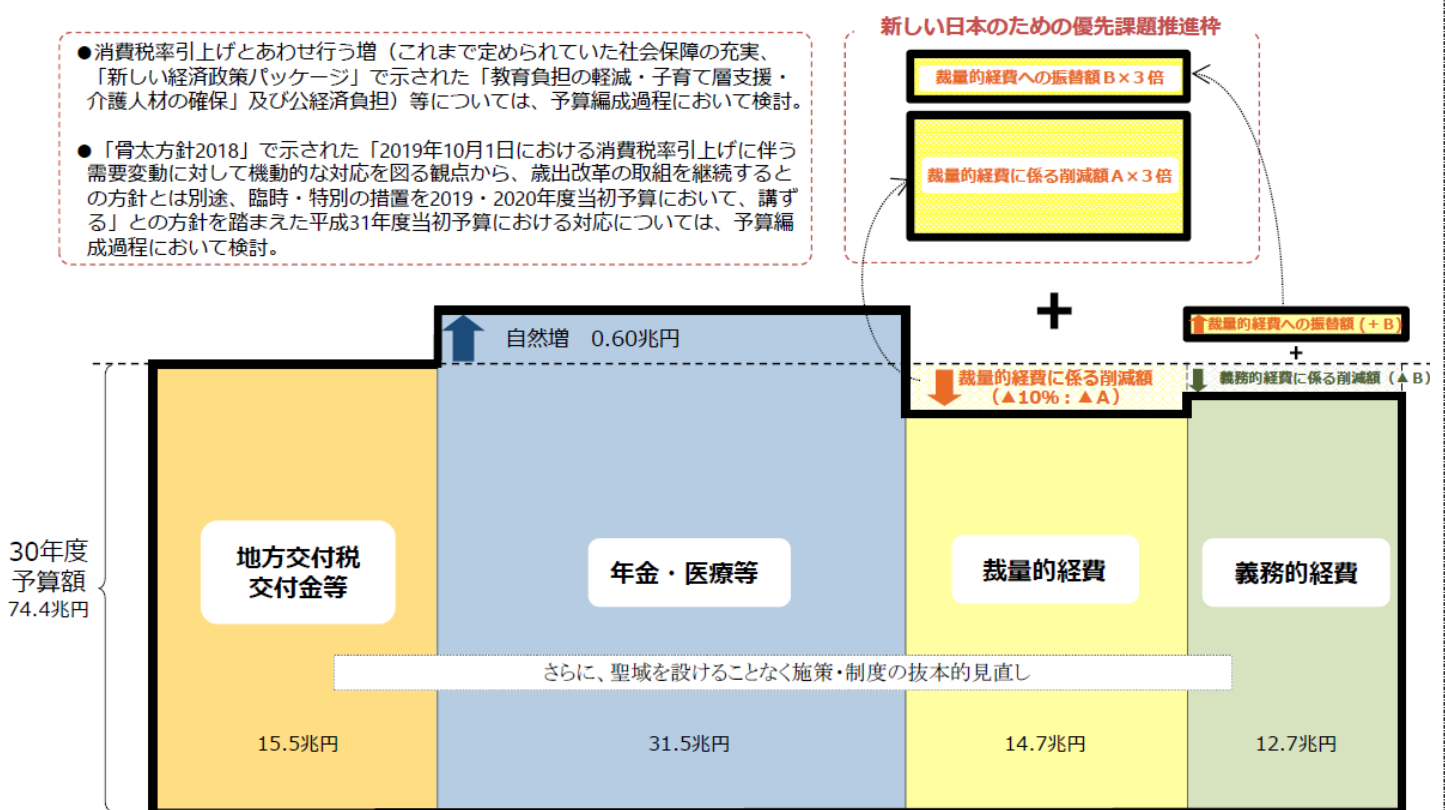 ●消費税率引上げとあわせ行う増（これまで定められていた社会保障の充実、
「新しい経済政策パッケージ」で示された「教育負担の軽減・子育て層支援・
介護人材の確保」及び公経済負担）等については、予算編成過程において検討。
●「骨太方針2018」で示された「2019年10月1日における消費税率引上げに伴う
需要変動に対して機動的な対応を図る観点から、歳出改革の取組を継続すると
の方針とは別途、臨時・特別の措置を2019・2020年度当初予算において、講ず
る」との方針を踏まえた平成31年度当初予算における対応については、予算編
成過程において検討。
新しい日本のための優先課題推進枠
裁量的経費への振替額Ｂ×３倍
裁量的経費に係る削減額Ａ×３倍
+
自然増　0.60兆円
裁量的経費への振替額（＋Ｂ）
+
裁量的経費に係る削減額
（▲10%：▲Ａ）
義務的経費に係る削減額（▲Ｂ）
30年度
予算額
74.4兆円
地方交付税
交付金等
年金・医療等
裁量的経費
義務的経費
さらに、聖域を設けることなく施策・制度の抜本的見直し
15.5兆円
31.5兆円
14.7兆円
12.7兆円